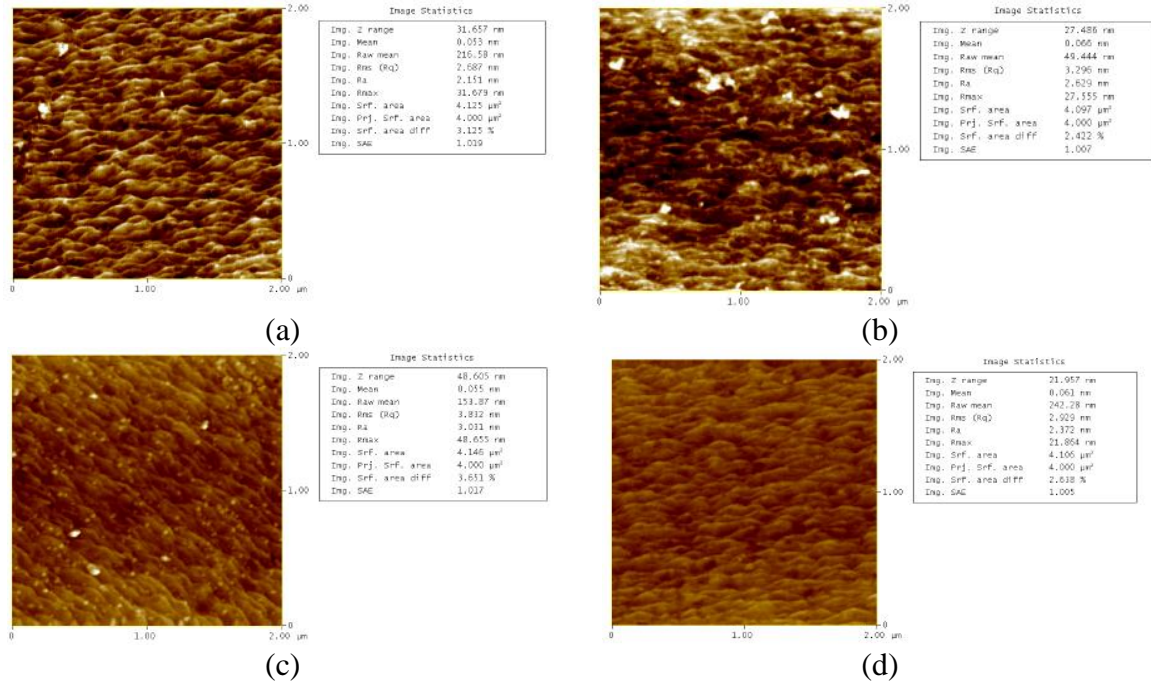 2.00
1.00
0
0 1.00 2.00 µm
Image Statistics
Img. Z range 31.657 nm
Img. Mean 0.053 nm
Img. Raw mean 216.58 nm
Img. Rms (Rq) 2.687 nm
Img. Ra 2.151 nm
Img. Rmax 31.679 nm
Img. Srf. area 4.125 µm²
Img. Prj. Srf. area 4.000 µm²
Img. Srf. area diff 3.125 %
Img. SAE 1.019
(a)
2.00
1.00
0
0 1.00 2.00 µm
Image Statistics
Img. Z range 27.486 nm
Img. Mean 0.066 nm
Img. Raw mean 49.444 nm
Img. Rms (Rq) 3.296 nm
Img. Ra 2.629 nm
Img. Rmax 27.555 nm
Img. Srf. area 4.097 µm²
Img. Prj. Srf. area 4.000 µm²
Img. Srf. area diff 2.422 %
Img. SAE 1.007
(b)
2.00
1.00
0
0 1.00 2.00 µm
Image Statistics
Img. Z range 48.605 nm
Img. Mean 0.055 nm
Img. Raw mean 153.87 nm
Img. Rms (Rq) 3.832 nm
Img. Ra 3.031 nm
Img. Rmax 48.655 nm
Img. Srf. area 4.146 µm²
Img. Prj. Srf. area 4.000 µm²
Img. Srf. area diff 3.651 %
Img. SAE 1.017
(c)
2.00
1.00
0
0 1.00 2.00 µm
Image Statistics
Img. Z range 21.957 nm
Img. Mean 0.061 nm
Img. Raw mean 242.28 nm
Img. Rms (Rq) 2.929 nm
Img. Ra 2.372 nm
Img. Rmax 21.864 nm
Img. Srf. area 4.106 µm²
Img. Prj. Srf. area 4.000 µm²
Img. Srf. area diff 2.638 %
Img. SAE 1.005
(d)